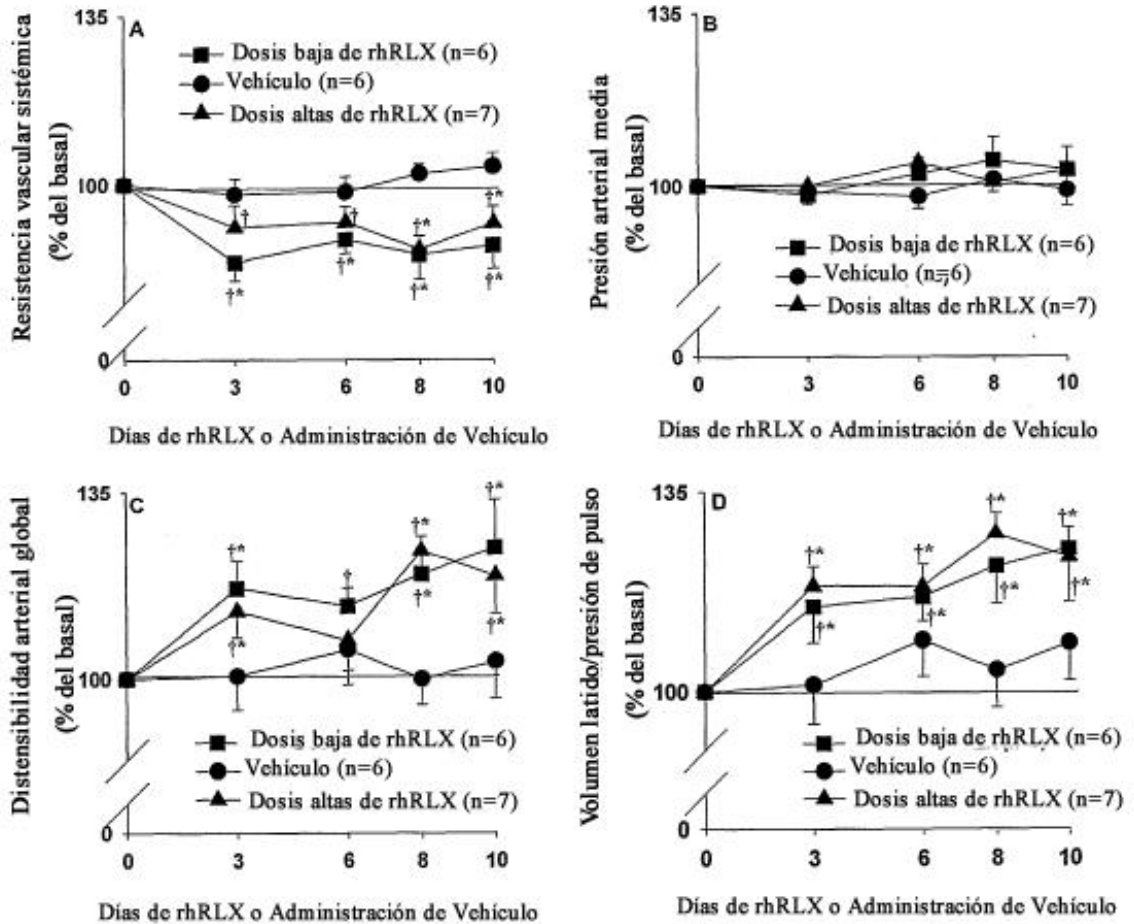 135
A
Dosis baja de rhRLX (n=6)
Vehículo (n=6)
Dosis altas de rhRLX (n=7)
Resistencia vascular sistémica
(% del basal)
100
0
†
†
†*
†*
†*
†*
†*
†*
0 3 6 8 10
Días de rhRLX o Administración de Vehículo
135
B
Presión arterial media
(% del basal)
100
0
Dosis baja de rhRLX (n=6)
Vehículo (n=6)
Dosis altas de rhRLX (n=7)
0 3 6 8 10
Días de rhRLX o Administración de Vehículo
135
C
Distensibilidad arterial global
(% del basal)
100
0
†*
†
†*
†*
†*
†*
†*
Dosis baja de rhRLX (n=6)
Vehículo (n=6)
Dosis altas de rhRLX (n=7)
0 3 6 8 10
Días de rhRLX o Administración de Vehículo
135
D
Volumen latido/presión de pulso
(% del basal)
100
0
†*
†*
†*
†*
†*
†*
†*
†*
Dosis baja de rhRLX (n=6)
Vehículo (n=6)
Dosis altas de rhRLX (n=7)
0 3 6 8 10
Días de rhRLX o Administración de Vehículo